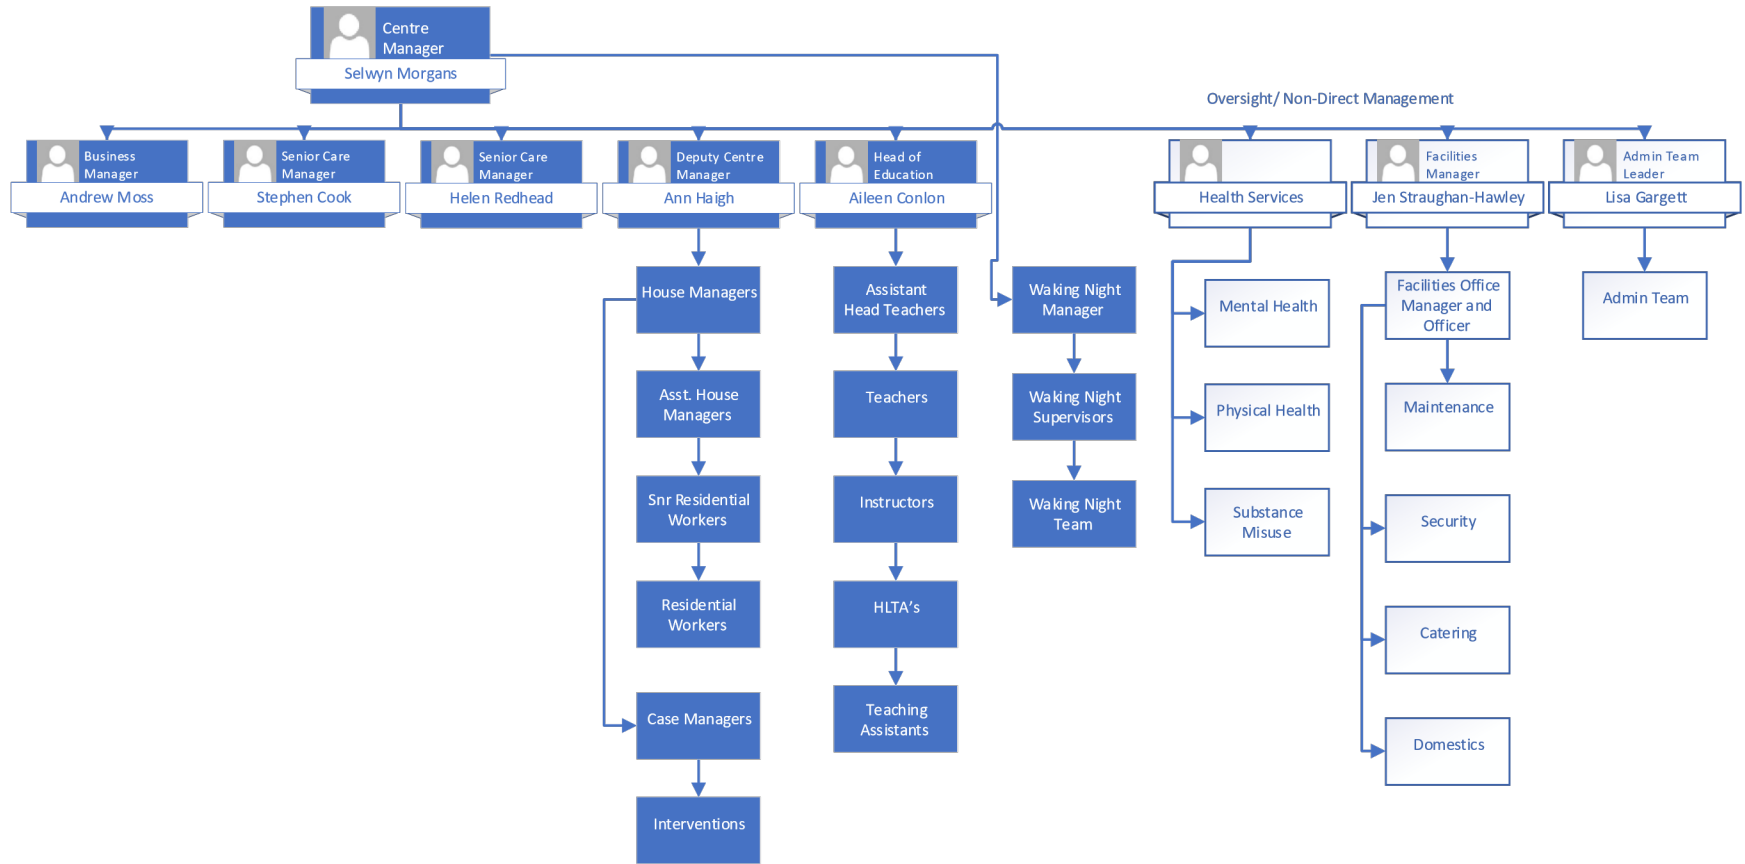 Centre
Manager
Selwyn Morgans
Oversight/ Non-Direct Management
Business
Manager
Andrew Moss
Senior Care
Manager
Stephen Cook
Senior Care
Manager
Helen Redhead
Deputy Centre
Manager
Ann Haigh
Head of
Education
Aileen Conlon
Health Services
Facilities
Manager
Jen Straughan-Hawley
Admin Team
Leader
Lisa Gargett
House Managers
Asst. House
Managers
Snr Residential
Workers
Residential
Workers
Case Managers
Interventions
Assistant
Head Teachers
Teachers
Instructors
HLTA’s
Teaching
Assistants
Waking Night
Manager
Waking Night
Supervisors
Waking Night
Team
Mental Health
Physical Health
Substance
Misuse
Facilities Office
Manager and
Officer
Maintenance
Security
Catering
Domestics
Admin Team